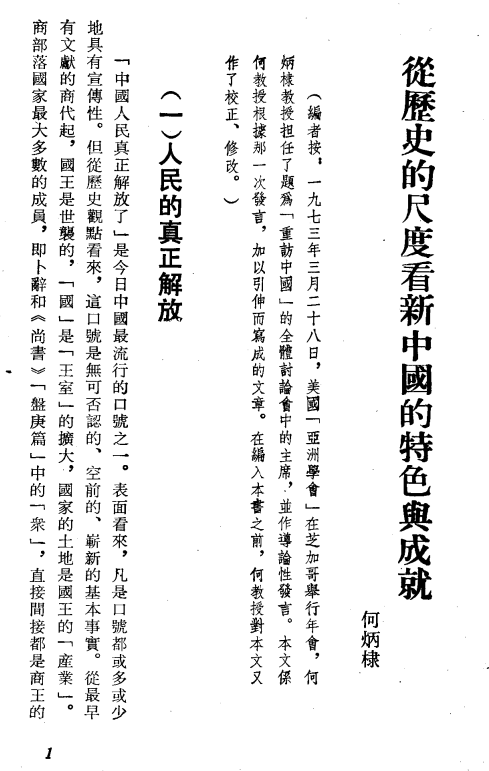 從歷史的尺度看新中國的特色與成就
何炳棣
（編者按，一九七三年三月二十八日，美國「亞洲學會」在芝加哥舉行年會，何
炳棣教授担任了題爲「重訪中國」的全體討論會中的主席，並作導論性發言。本文係
何教授根據那一次發言，加以引伸而寫成的文章。在編入本書之前，何教授對本文又
作了校正、修改。）
（一）人民的真正解放
「中國人民真正解放了」是今日中國最流行的口號之一。表面看來，凡是口號都或多或少
地具有宣傳性。但從歷史觀點看來，這口號是無可否認的、空前的、嶄新的基本事實。從最早
有文獻的商代起，國王是世襲的，「國」是「王室」的擴大，國家的土地是國王的「產業」。
商部落國家最大多數的成員，即卜辭和《尚書》「盤庚篇」中的「衆」，直接間接都是商王的
1